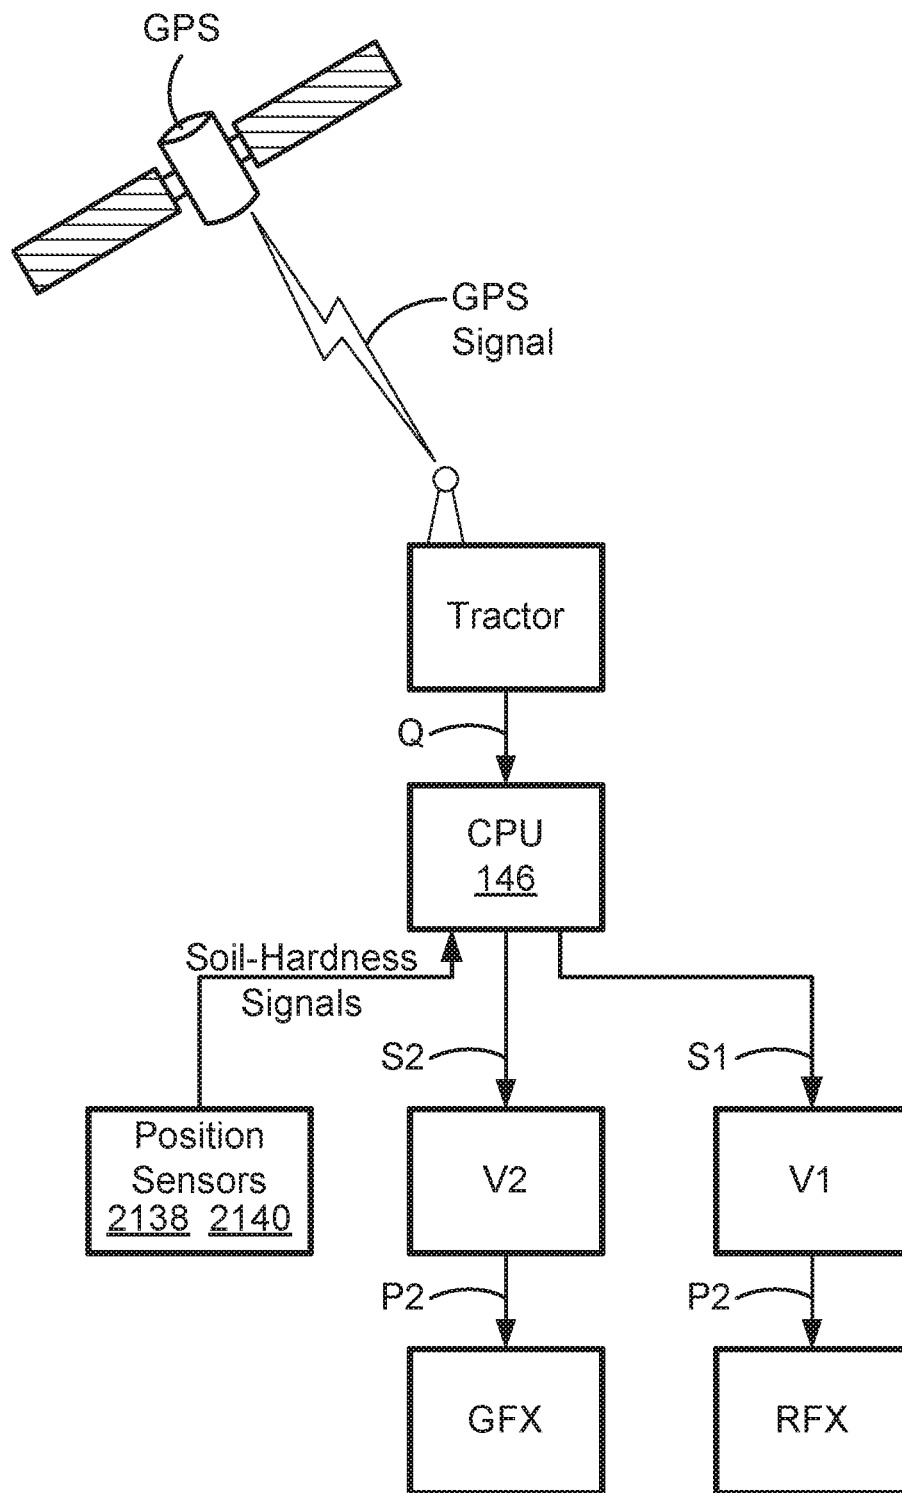 GPS
GPS
Signal
Tractor
Q
CPU
146
Soil-Hardness
Signals
S2
S1
Position
Sensors
2138 2140
V2
V1
P2
P2
GFX
RFX